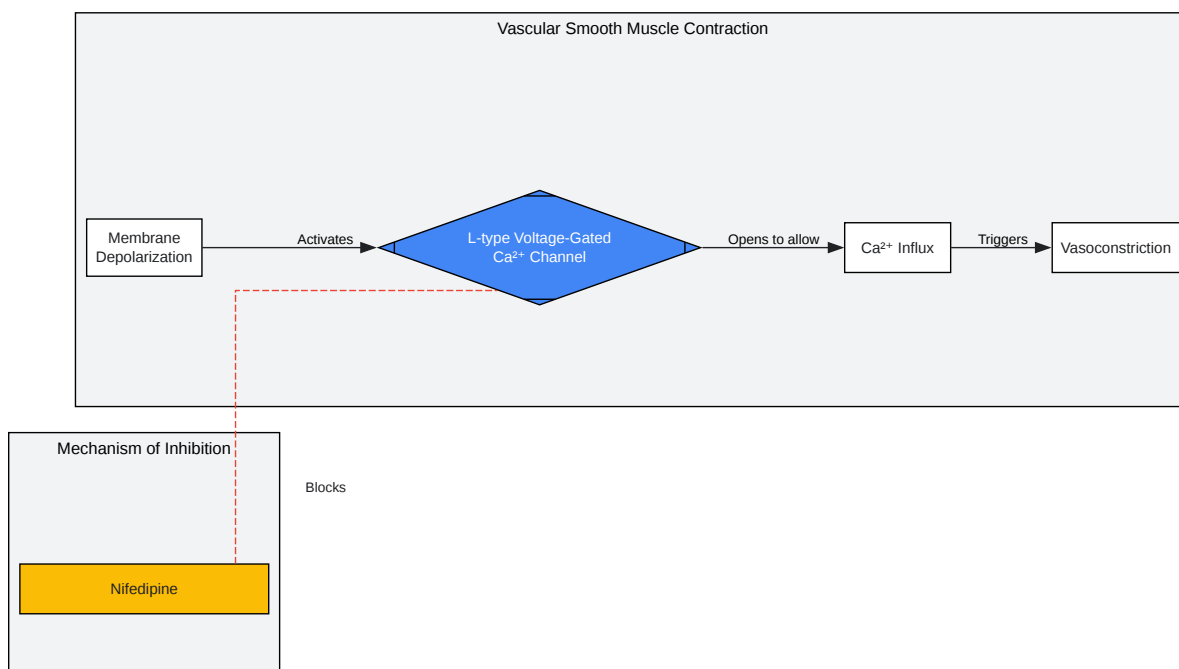 Vascular Smooth Muscle Contraction
Membrane
Depolarization
Activates
L-type Voltage-Gated
Ca²⁺ Channel
Opens to allow
Ca²⁺ Influx
Triggers
Vasoconstriction
Mechanism of Inhibition
Blocks
Nifedipine